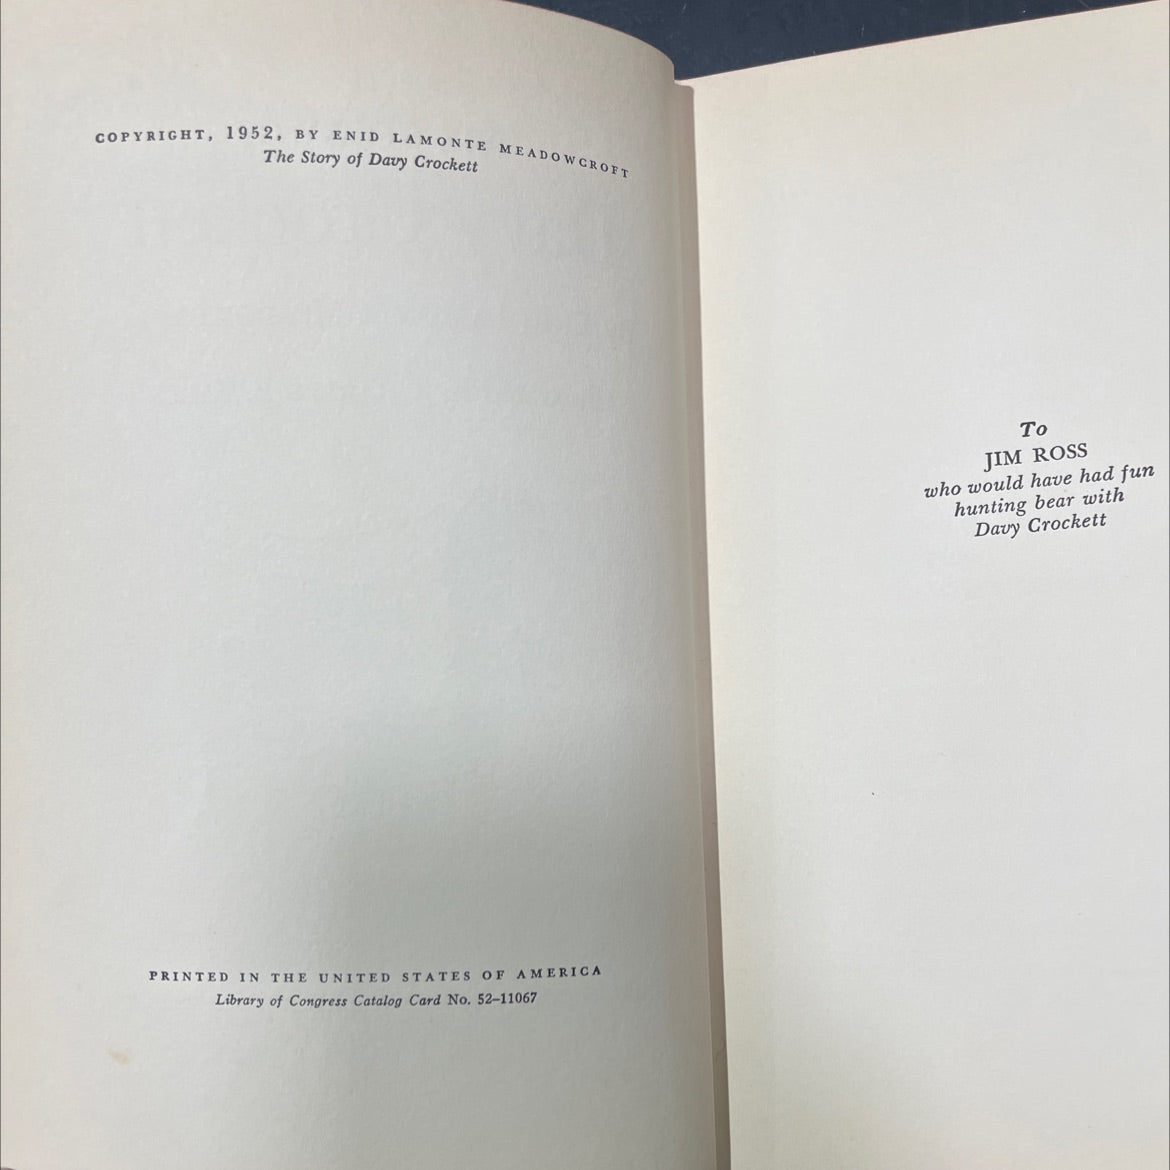 COPYRIGHT, 1952, BY ENID LAMONTE MEADOWCROFT
The Story of Davy Crockett
PRINTED IN THE UNITED STATES OF AMERICA
Library of Congress Catalog Card No. 52–11067
To
JIM ROSS
who would have had fun
hunting bear with
Davy Crockett